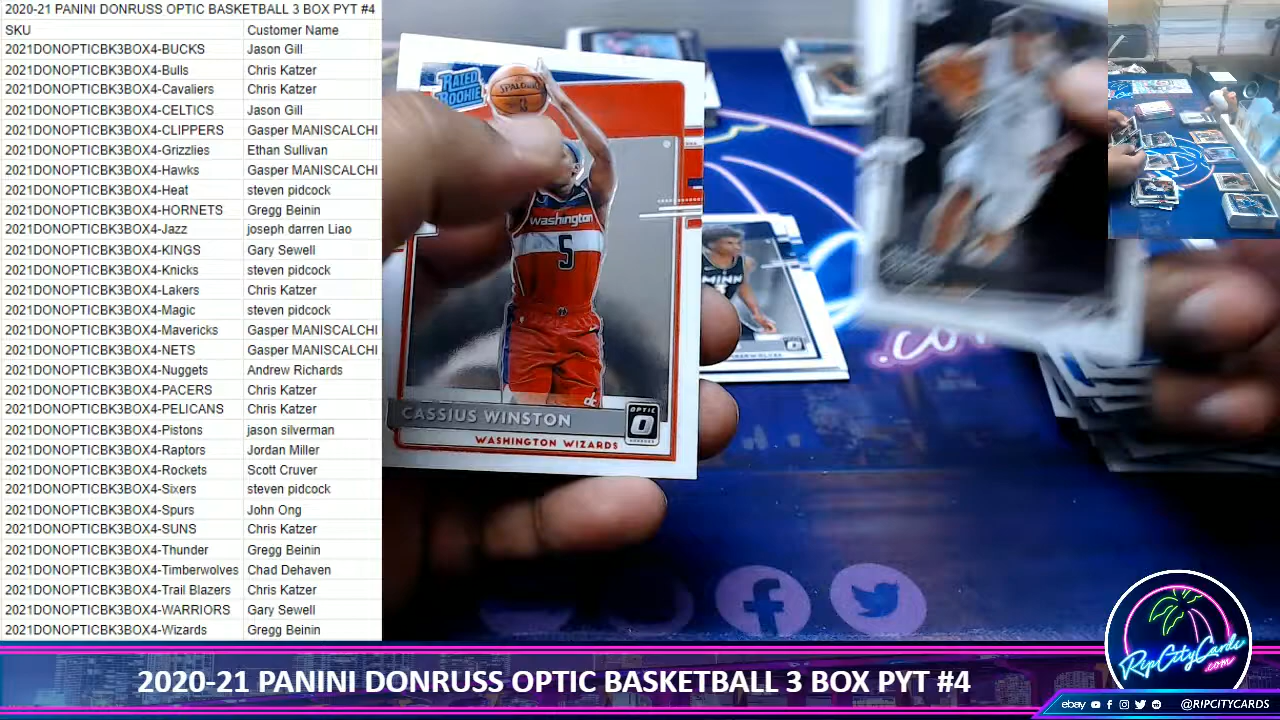 2020-21 PANINI DONRUSS OPTIC BASKETBALL 3 BOX PYT #4
SKU Customer Name
2021DONOPTICBK3BOX4-BUCKS Jason Gill
2021DONOPTICBK3BOX4-Bulls Chris Katzer
2021DONOPTICBK3BOX4-Cavaliers Chris Katzer
2021DONOPTICBK3BOX4-CELTICS Jason Gill
2021DONOPTICBK3BOX4-CLIPPERS Gasper MANISCALCHI
2021DONOPTICBK3BOX4-Grizzlies Ethan Sullivan
2021DONOPTICBK3BOX4-Hawks Gasper MANISCALCHI
2021DONOPTICBK3BOX4-Heat steven pidcock
2021DONOPTICBK3BOX4-HORNETS Gregg Beinin
2021DONOPTICBK3BOX4-Jazz joseph darren Liao
2021DONOPTICBK3BOX4-KINGS Gary Sewell
2021DONOPTICBK3BOX4-Knicks steven pidcock
2021DONOPTICBK3BOX4-Lakers Chris Katzer
2021DONOPTICBK3BOX4-Magic steven pidcock
2021DONOPTICBK3BOX4-Mavericks Gasper MANISCALCHI
2021DONOPTICBK3BOX4-NETS Gasper MANISCALCHI
2021DONOPTICBK3BOX4-Nuggets Andrew Richards
2021DONOPTICBK3BOX4-PACERS Chris Katzer
2021DONOPTICBK3BOX4-PELICANS Chris Katzer
2021DONOPTICBK3BOX4-Pistons jason silverman
2021DONOPTICBK3BOX4-Raptors Jordan Miller
2021DONOPTICBK3BOX4-Rockets Scott Cruver
2021DONOPTICBK3BOX4-Sixers steven pidcock
2021DONOPTICBK3BOX4-Spurs John Ong
2021DONOPTICBK3BOX4-SUNS Chris Katzer
2021DONOPTICBK3BOX4-Thunder Gregg Beinin
2021DONOPTICBK3BOX4-Timberwolves Chad Dehaven
2021DONOPTICBK3BOX4-Trail Blazers Chris Katzer
2021DONOPTICBK3BOX4-WARRIORS Gary Sewell
2021DONOPTICBK3BOX4-Wizards Gregg Beinin
RATED
ROOKIE
SPALDING
washington
5
CASSIUS WINSTON
OPTIC
WASHINGTON WIZARDS
MINN
.co
RipCityCards
.com
2020-21 PANINI DONRUSS OPTIC BASKETBALL 3 BOX PYT #4
ebay @RIPCITYCARDS